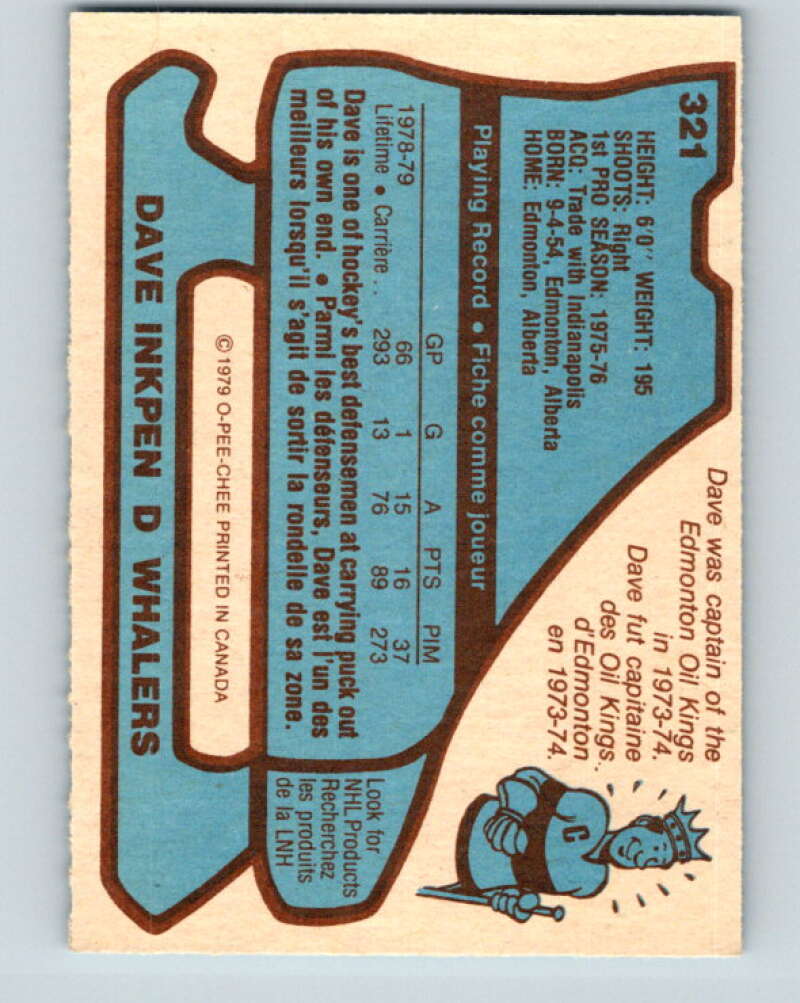 321
HEIGHT: 6'0" WEIGHT: 195
SHOOTS: Right
1st PRO SEASON: 1975-76
ACQ: Trade with Indianapolis
BORN: 9-4-54, Edmonton, Alberta
HOME: Edmonton, Alberta
Dave was captain of the
Edmonton Oil Kings
in 1973-74.
Dave fut capitaine
des Oil Kings
d'Edmonton
en 1973-74.
C
Playing Record • Fiche comme joueur
GP G A PTS PIM
1978-79 66 1 15 16 37
Lifetime • Carrière .. 293 13 76 89 273
Dave is one of hockey's best defensemen at carrying puck out
of his own end. • Parmi les défenseurs, Dave est l'un des
meilleurs lorsqu'il s'agit de sortir la rondelle de sa zone.
Look for
NHL Products
Recherchez
les produits
de la LNH
© 1979 O-PEE-CHEE PRINTED IN CANADA
DAVE INKPEN D WHALERS